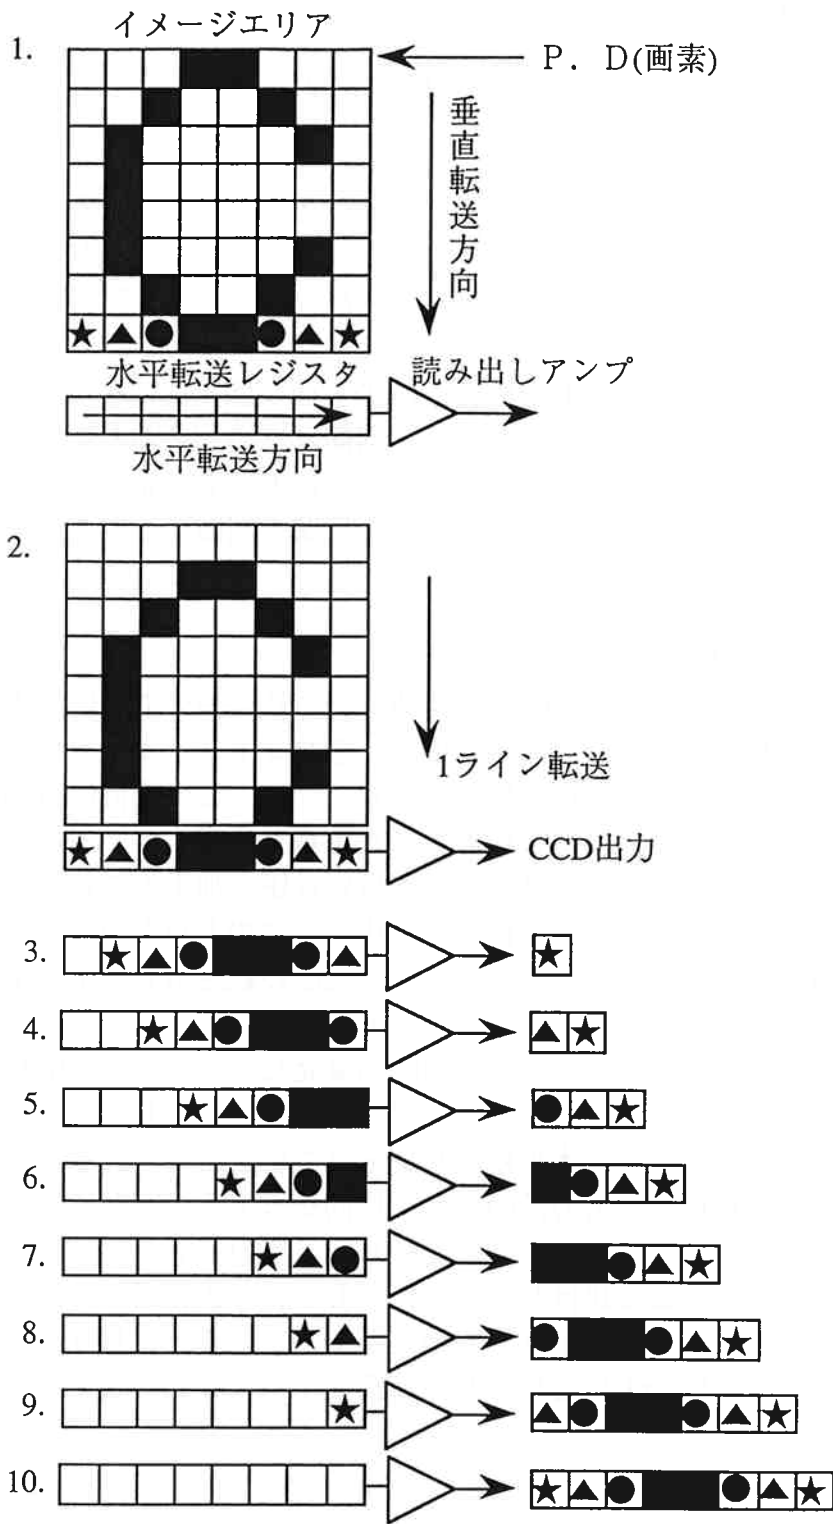 イメージエリア
1.
P．D(画素)
垂直転送方向
水平転送レジスタ
読み出しアンプ
水平転送方向
2.
1ライン転送
CCD出力
3.
4.
5.
6.
7.
8.
9.
10.